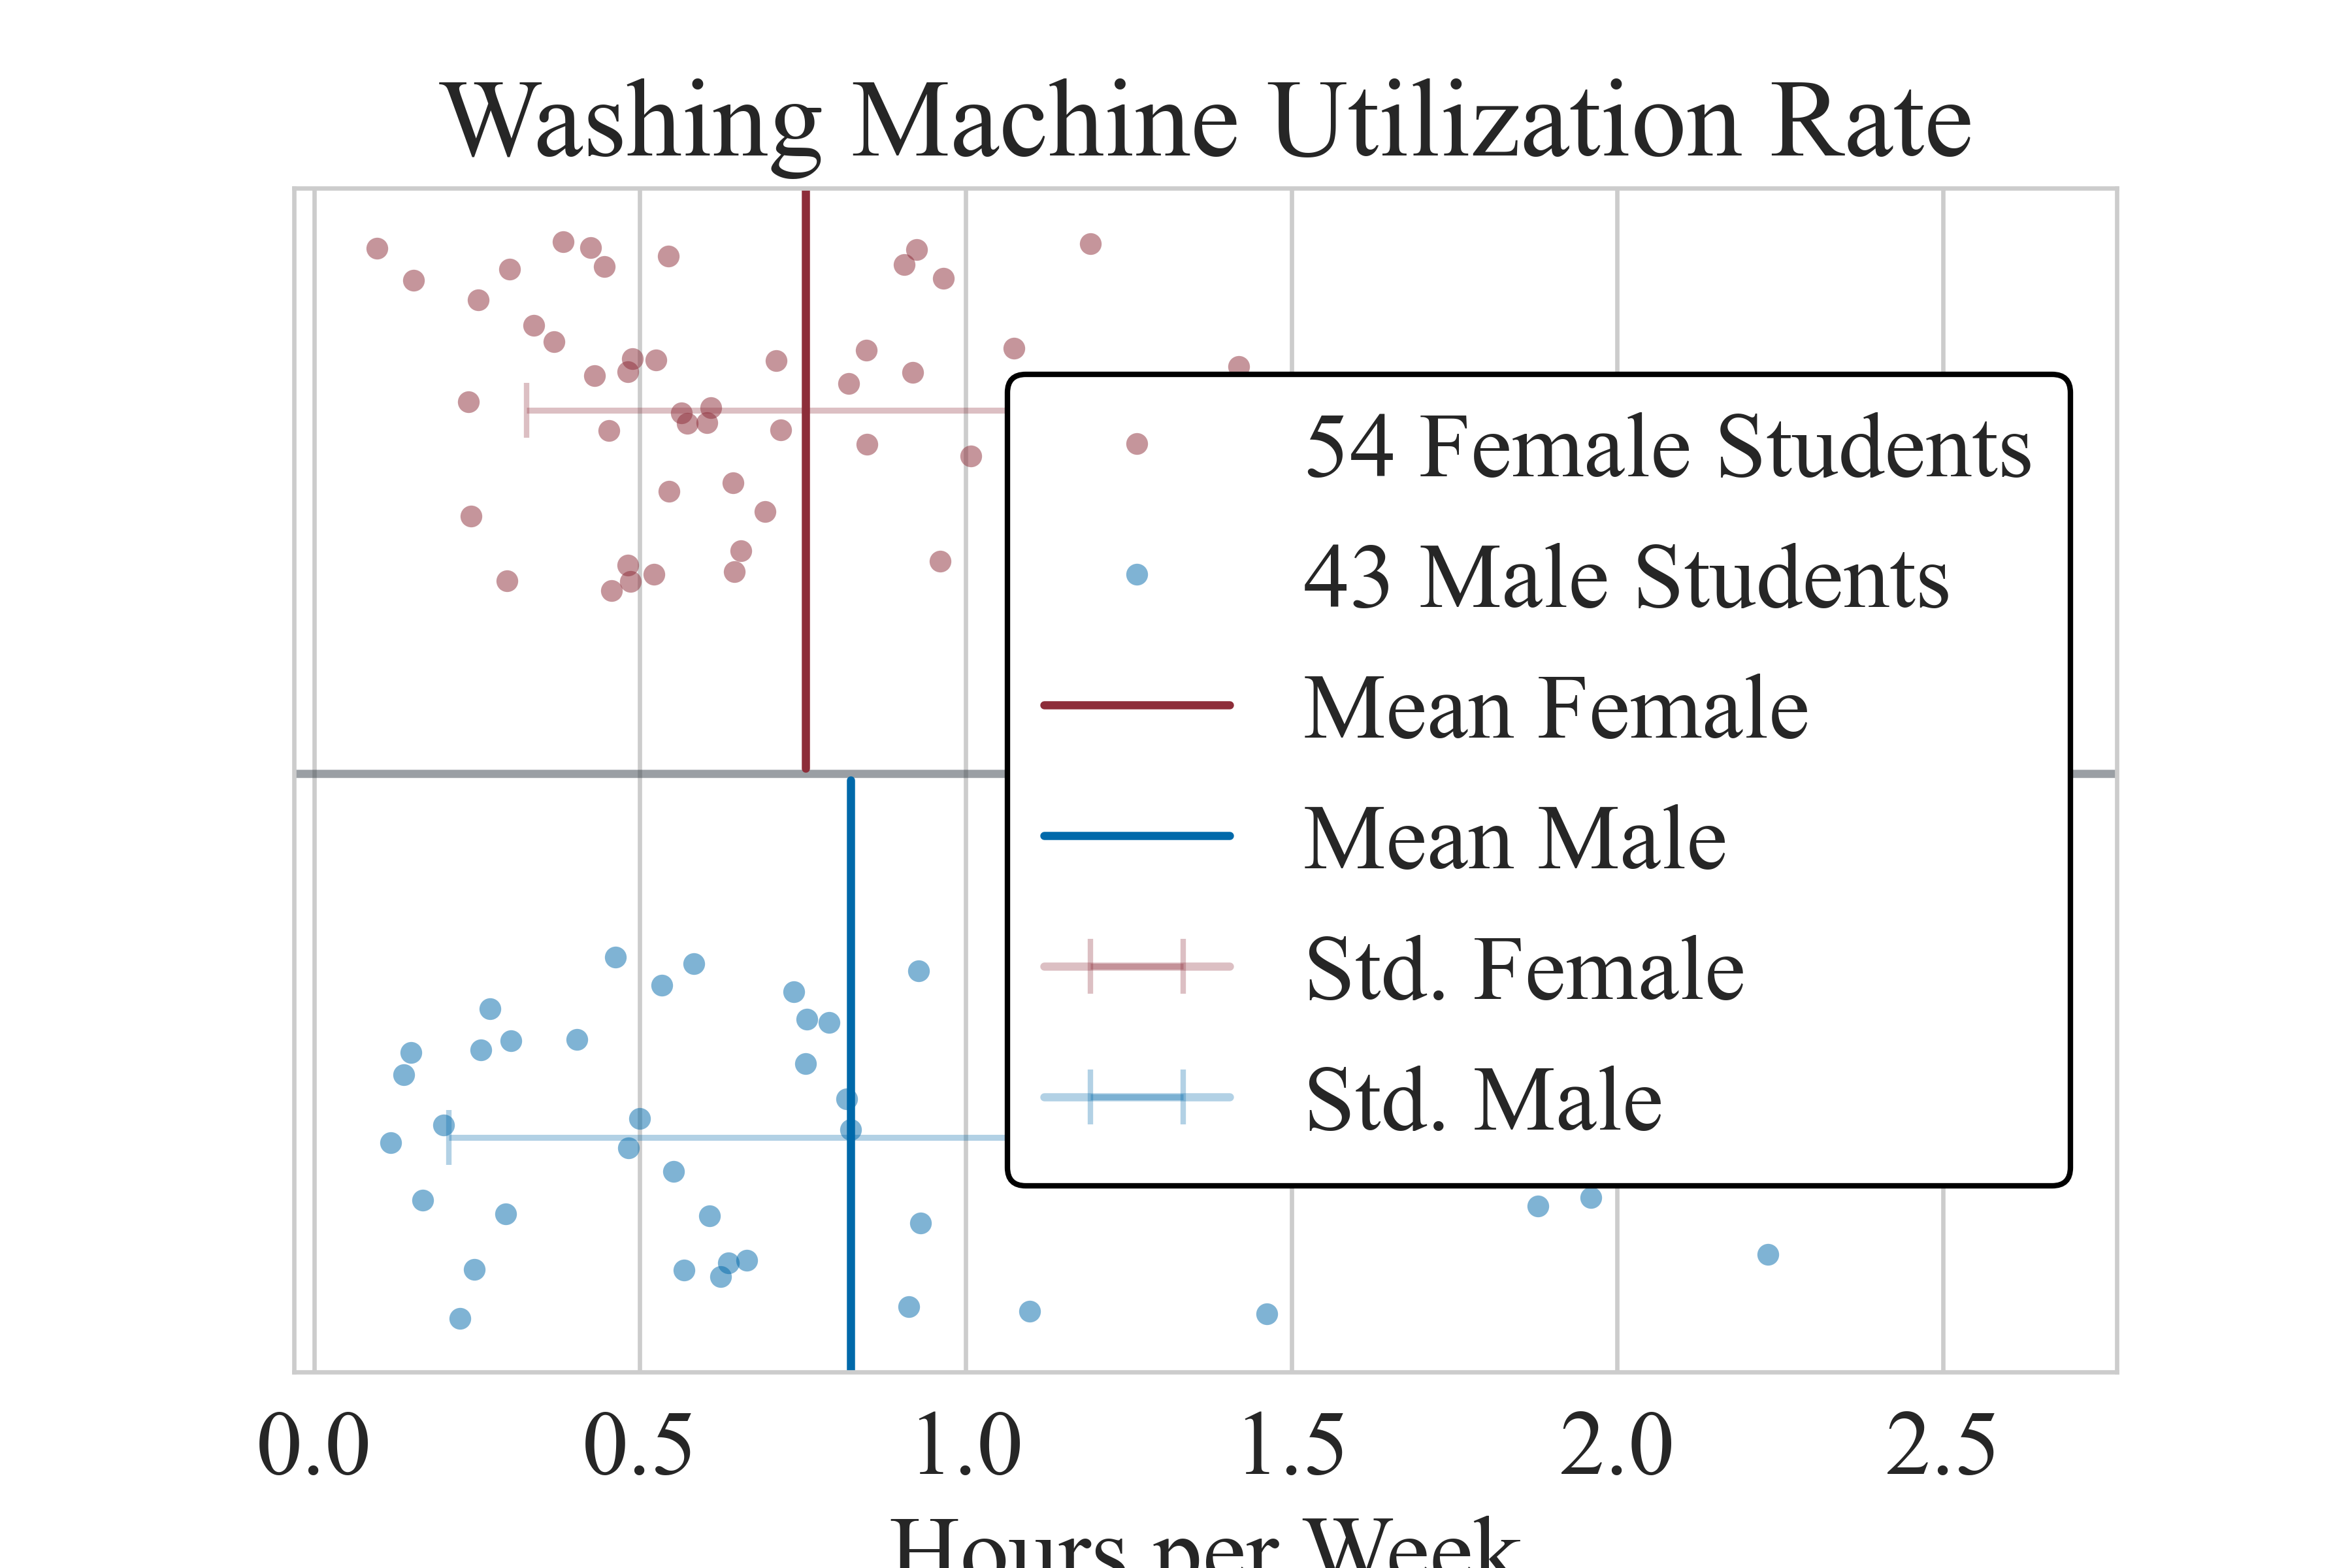 Washing Machine Utilization Rate
54 Female Students
43 Male Students
Mean Female
Mean Male
Std. Female
Std. Male
0.0 0.5 1.0 1.5 2.0 2.5
Hours per Week